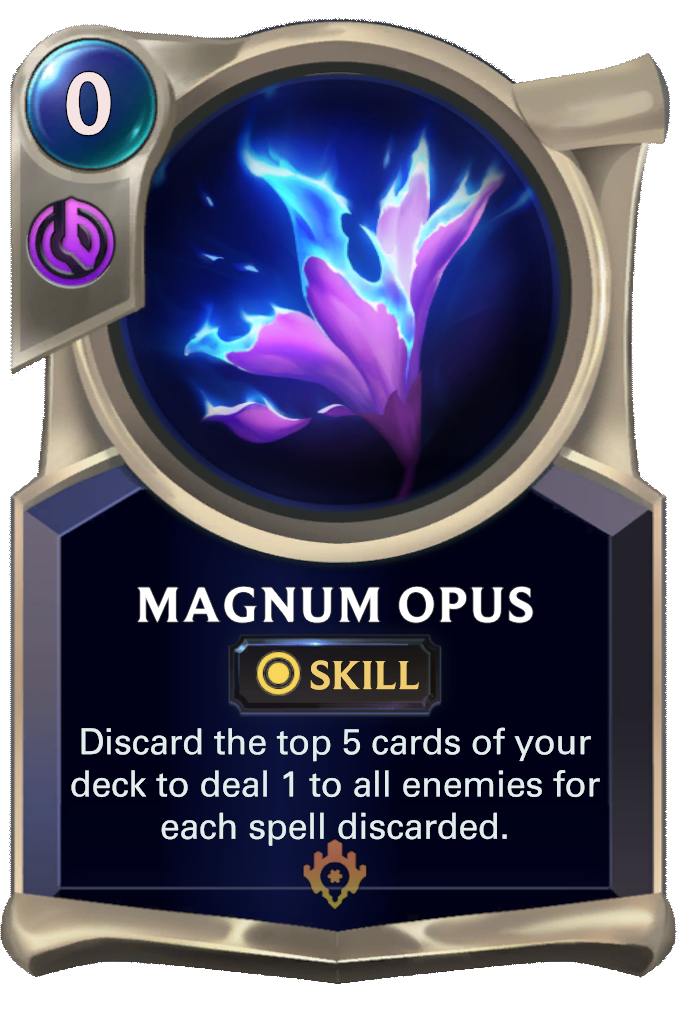 0
MAGNUM OPUS
SKILL
Discard the top 5 cards of your
deck to deal 1 to all enemies for
each spell discarded.